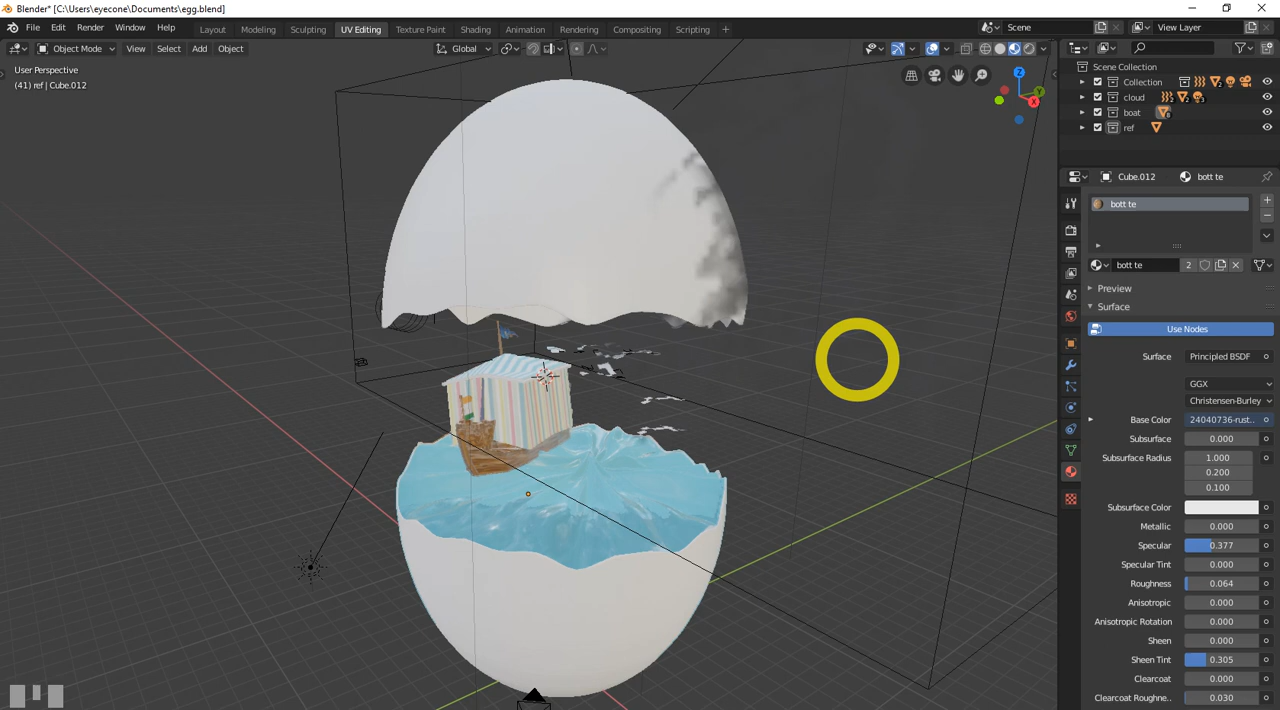 Blender* [C:\Users\eyecone\Documents\egg.blend]
File Edit Render Window Help Layout Modeling Sculpting UV Editing Texture Paint Shading Animation Rendering Compositing Scripting + Scene View Layer
Object Mode View Select Add Object Global
User Perspective
(41) ref | Cube.012
Z
Y
X
Scene Collection
Collection 2
cloud 2 2 3
boat 8
ref
Cube.012 bott te
bott te
bott te 2
Preview
Surface
Use Nodes
Surface Principled BSDF
GGX
Christensen-Burley
Base Color 24040736-rust..
Subsurface 0.000
Subsurface Radius 1.000
0.200
0.100
Subsurface Color
Metallic 0.000
Specular 0.377
Specular Tint 0.000
Roughness 0.064
Anisotropic 0.000
Anisotropic Rotation 0.000
Sheen 0.000
Sheen Tint 0.305
Clearcoat 0.000
Clearcoat Roughne.. 0.030